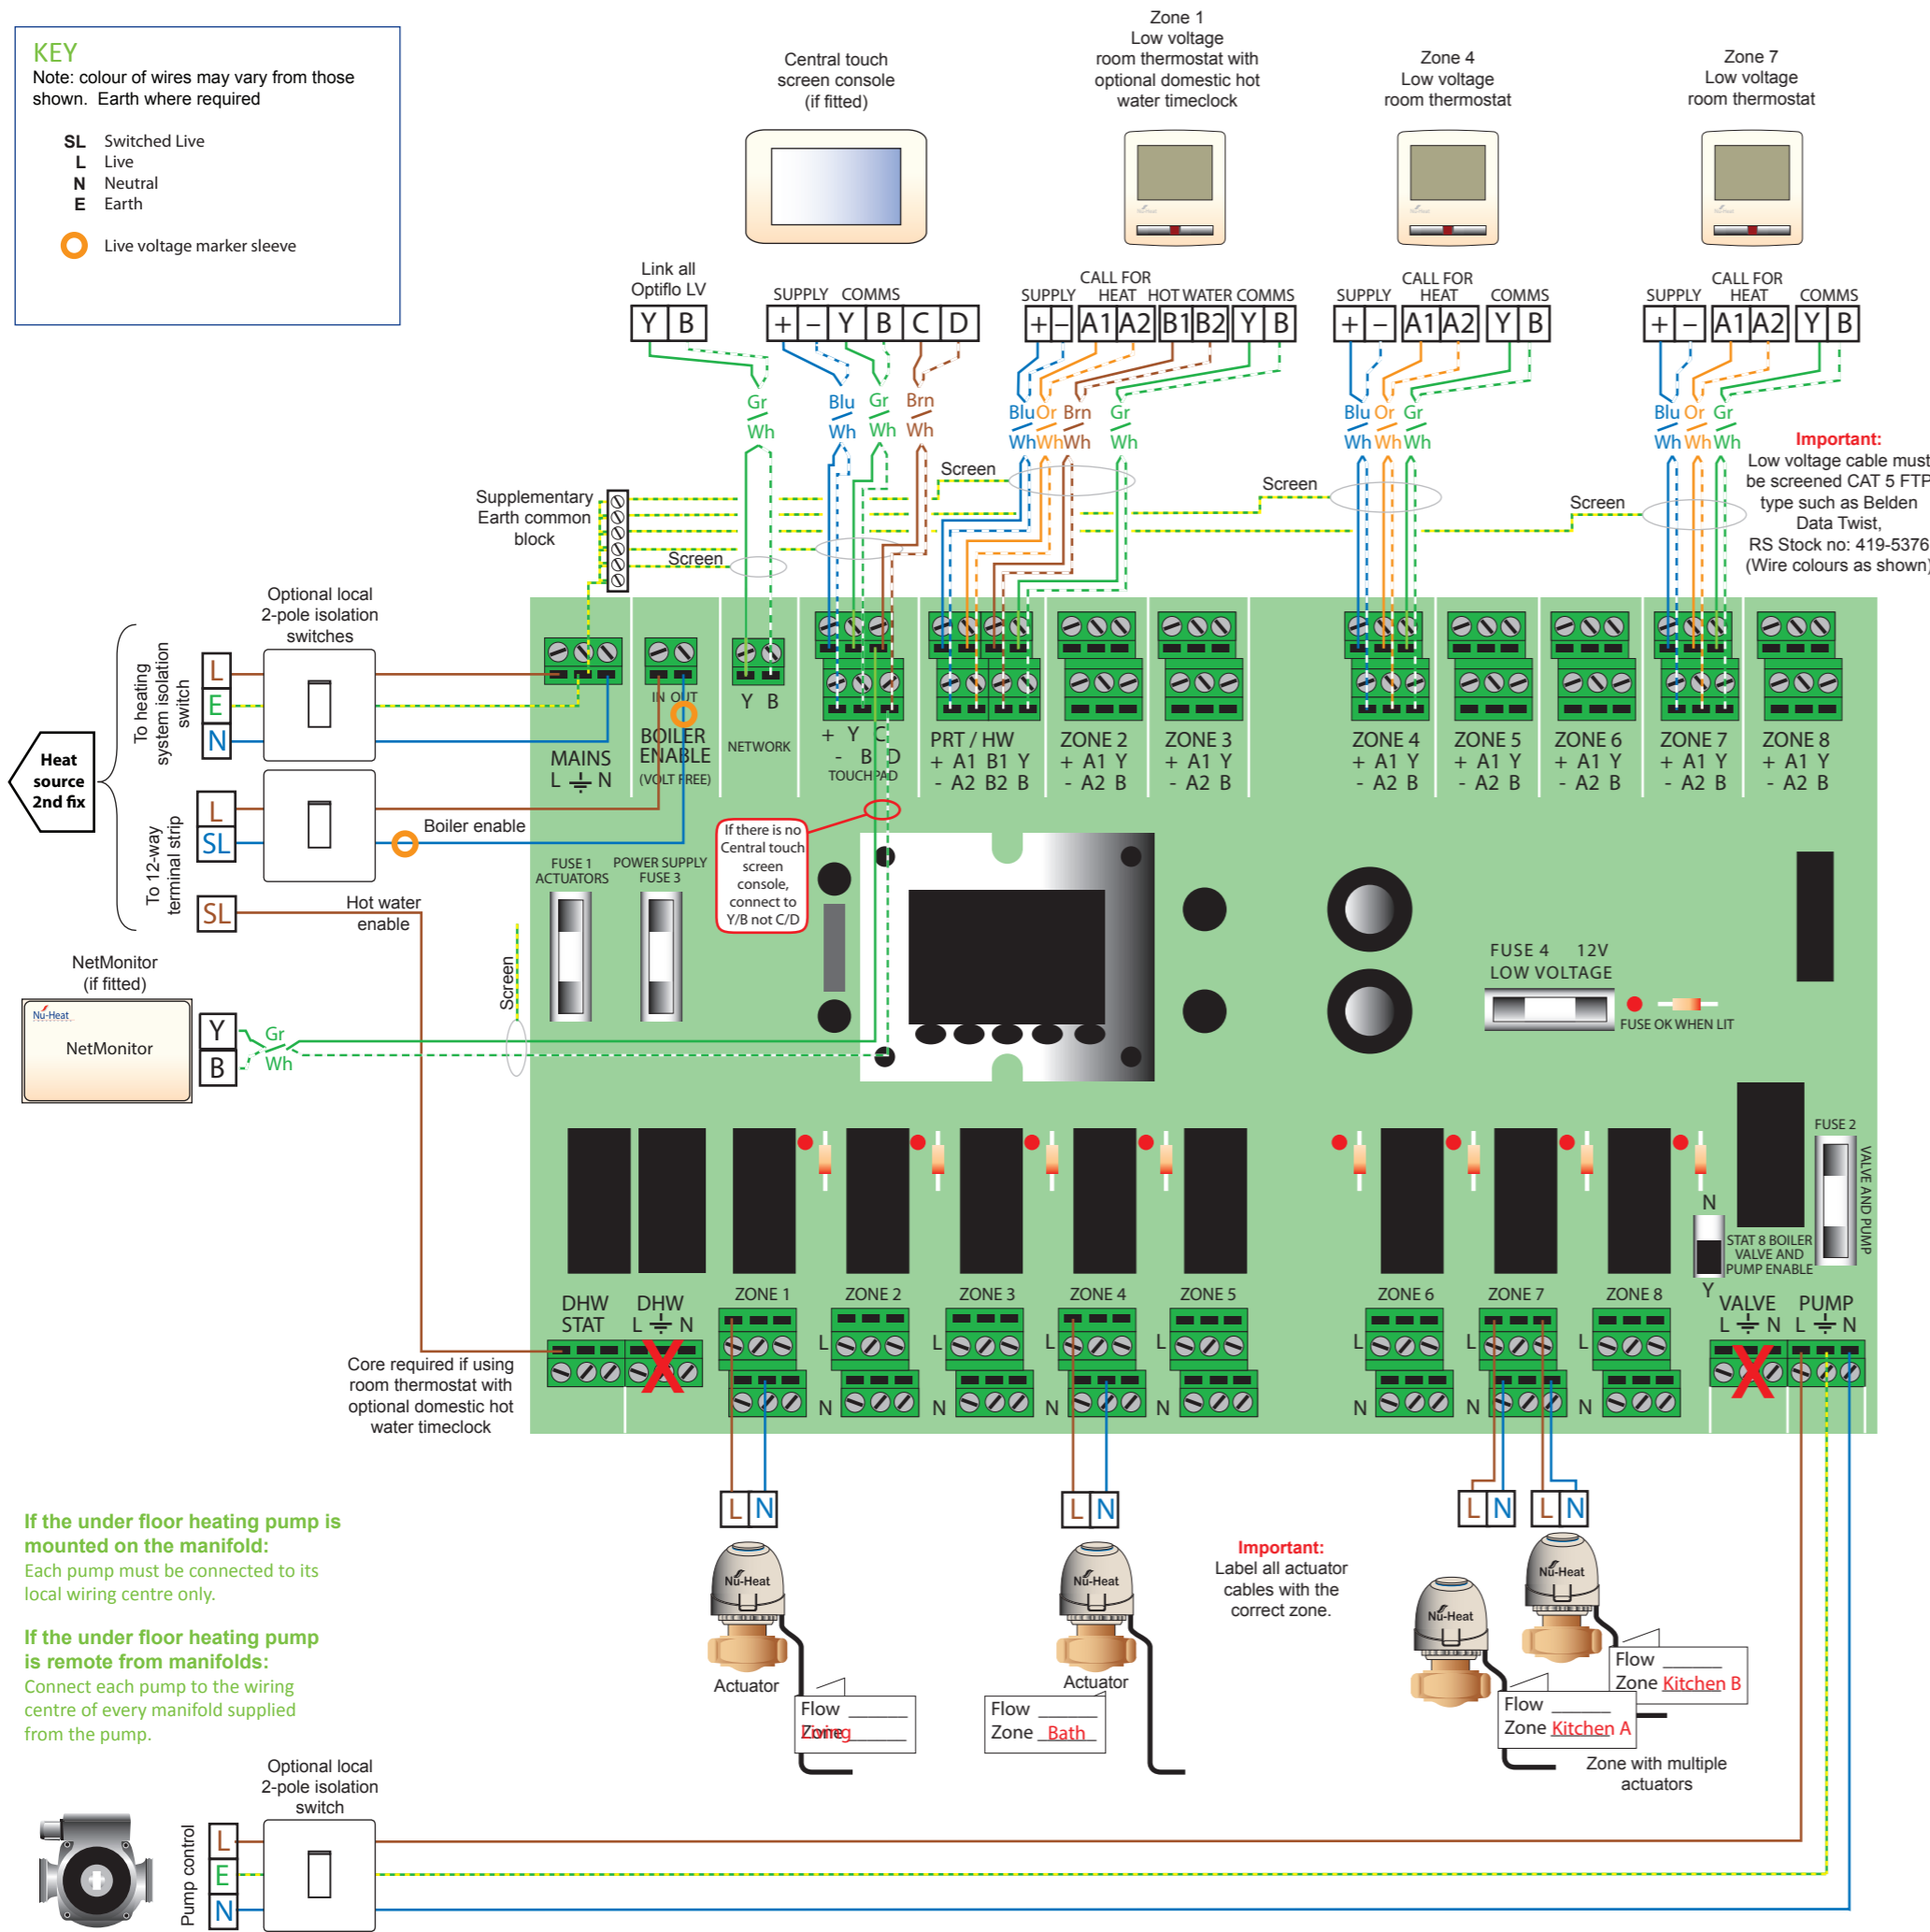 KEY
Note: colour of wires may vary from those
shown. Earth where required
SL Switched Live
L Live
N Neutral
E Earth
Live voltage marker sleeve
Central touch
screen console
(if fitted)
Zone 1
Low voltage
room thermostat with
optional domestic hot
water timeclock
Zone 4
Low voltage
room thermostat
Zone 7
Low voltage
room thermostat
Link all
Optiflo LV
Y B
SUPPLY COMMS
+ – Y B C D
SUPPLY CALL FOR HEAT HOT WATER COMMS
+ – A1 A2 B1 B2 Y B
SUPPLY CALL FOR HEAT COMMS
+ – A1 A2 Y B
SUPPLY CALL FOR HEAT COMMS
+ – A1 A2 Y B
Gr Blu Gr Brn Blu Or Brn Gr Blu Or Gr Blu Or Gr
Wh Wh Wh Wh Wh Wh Wh Wh Wh Wh Wh Wh Wh Wh
Important:
Low voltage cable must
be screened CAT 5 FTP
type such as Belden
Data Twist,
RS Stock no: 419-5376
(Wire colours as shown)
Screen
Screen
Screen
Screen
Supplementary
Earth common
block
Optional local
2-pole isolation
switches
Heat
source
2nd fix
To heating
system isolation
switch
L
E
N
To 12-way
terminal strip
L
SL
SL
Boiler enable
Hot water
enable
MAINS
L N
IN OUT
BOILER
ENABLE
(VOLT FREE)
Y B
NETWORK
+ Y C
- B D
TOUCHPAD
PRT / HW
+ A1 B1 Y
- A2 B2 B
ZONE 2
+ A1 Y
- A2 B
ZONE 3
+ A1 Y
- A2 B
ZONE 4
+ A1 Y
- A2 B
ZONE 5
+ A1 Y
- A2 B
ZONE 6
+ A1 Y
- A2 B
ZONE 7
+ A1 Y
- A2 B
ZONE 8
+ A1 Y
- A2 B
If there is no
Central touch
screen
console,
connect to
Y/B not C/D
FUSE 1
ACTUATORS
POWER SUPPLY
FUSE 3
FUSE 4 12V
LOW VOLTAGE
FUSE OK WHEN LIT
NetMonitor
(if fitted)
Nu-Heat
NetMonitor
Y
B
Gr
Wh
Screen
FUSE 2
VALVE AND PUMP
N
STAT 8 BOILER
VALVE AND
PUMP ENABLE
Y
DHW
STAT
DHW
L N
X
ZONE 1
ZONE 2
ZONE 3
ZONE 4
ZONE 5
ZONE 6
ZONE 7
ZONE 8
L L L L L L L
N N N N N N N
VALVE
L N
X
PUMP
L N
Core required if using
room thermostat with
optional domestic hot
water timeclock
L N
L N
L N L N
Nu-Heat
Nu-Heat
Nu-Heat
Nu-Heat
Important:
Label all actuator
cables with the
correct zone.
Actuator
Flow ______
Zone Living
Actuator
Flow ______
Zone Bath
Flow ______
Zone Kitchen A
Flow ______
Zone Kitchen B
Zone with multiple
actuators
If the under floor heating pump is
mounted on the manifold:
Each pump must be connected to its
local wiring centre only.
If the under floor heating pump
is remote from manifolds:
Connect each pump to the wiring
centre of every manifold supplied
from the pump.
Optional local
2-pole isolation
switch
Pump control
L
E
N